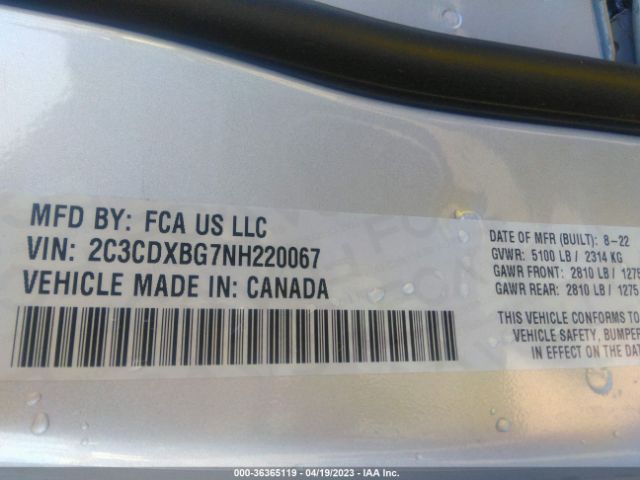 MFD BY: FCA US LLC
VIN: 2C3CDXBG7NH220067
VEHICLE MADE IN: CANADA
DATE OF MFR (BUILT): 8-22
GVWR: 5100 LB / 2314 KG
GAWR FRONT: 2810 LB / 1275
GAWR REAR: 2810 LB / 1275
THIS VEHICLE CONFORMS TO
VEHICLE SAFETY, BUMPER
IN EFFECT ON THE DAT
000-36365119 - 04/19/2023 - IAA Inc.